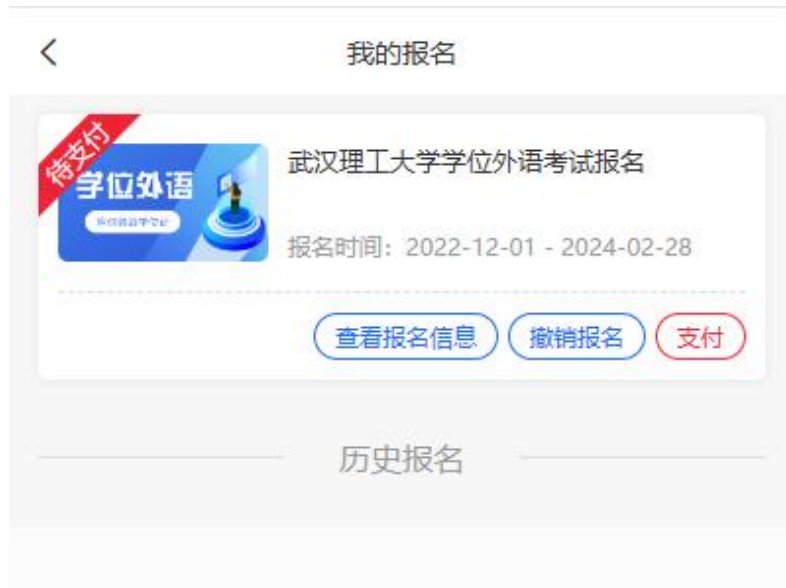 我的报名
待支付
学位外语
武汉理工大学学位外语考试报名
报名时间：2022-12-01 - 2024-02-28
查看报名信息
撤销报名
支付
历史报名